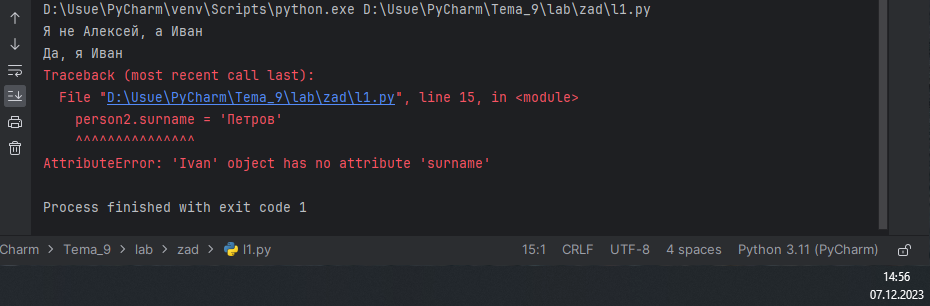 D:\Usue\PyCharm\venv\Scripts\python.exe D:\Usue\PyCharm\Tema_9\lab\zad\l1.py
Я не Алексей, а Иван
Да, я Иван
Traceback (most recent call last):
  File "D:\Usue\PyCharm\Tema_9\lab\zad\l1.py", line 15, in <module>
    person2.surname = 'Петров'
    ^^^^^^^^^^^^^^^
AttributeError: 'Ivan' object has no attribute 'surname'
Process finished with exit code 1
Charm > Tema_9 > lab > zad > l1.py 15:1 CRLF UTF-8 4 spaces Python 3.11 (PyCharm)
14:56
07.12.2023